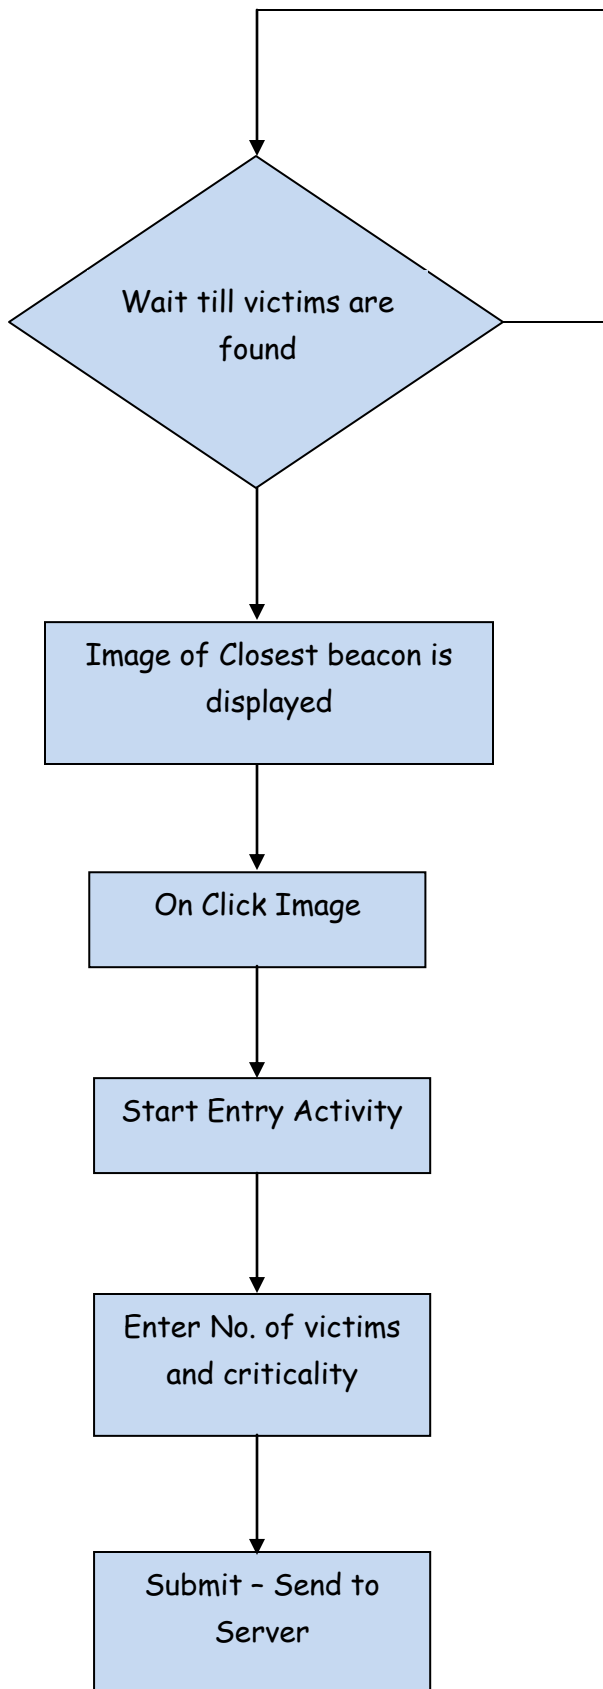 Wait till victims are
found
Image of Closest beacon is
displayed
On Click Image
Start Entry Activity
Enter No. of victims
and criticality
Submit – Send to
Server